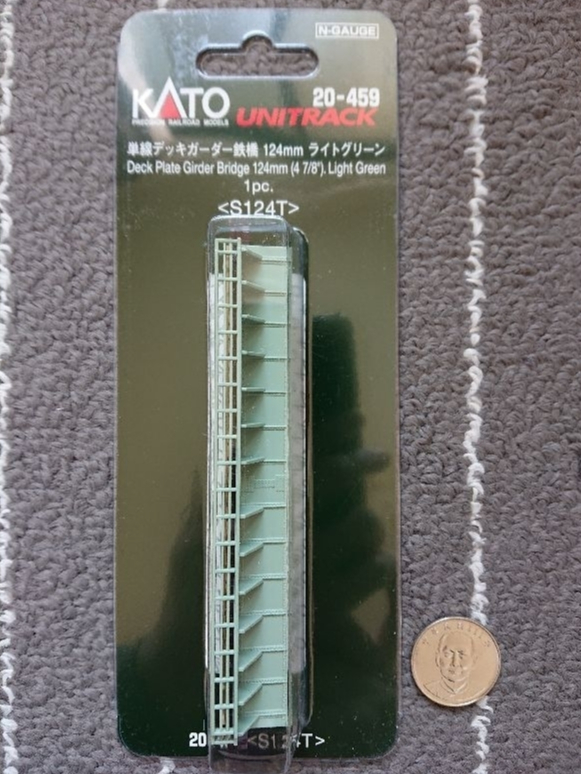 N-GAUGE
KATO
PRECISION RAILROAD MODELS
20-459
UNITRACK
単線デッキガーダー鉄橋 124mm ライトグリーン
Deck Plate Girder Bridge 124mm (4 7/8"). Light Green
1pc.
<S124T>
20
<S124T>